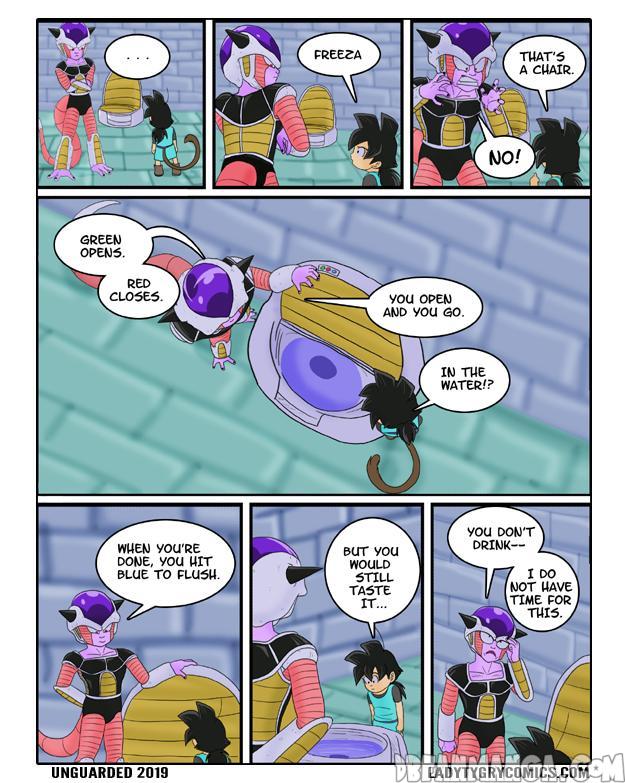 . . .
FREEZA
THAT'S
A CHAIR.
NO!
GREEN
OPENS.
RED
CLOSES.
YOU OPEN
AND YOU GO.
IN THE
WATER!?
WHEN YOU'RE
DONE, YOU HIT
BLUE TO FLUSH.
BUT YOU
WOULD
STILL
TASTE
IT...
YOU DON'T
DRINK--
I DO
NOT HAVE
TIME FOR
THIS.
UNGUARDED 2019
LADYTYGRYCOMICS.COM
DBFANMANGA.COM